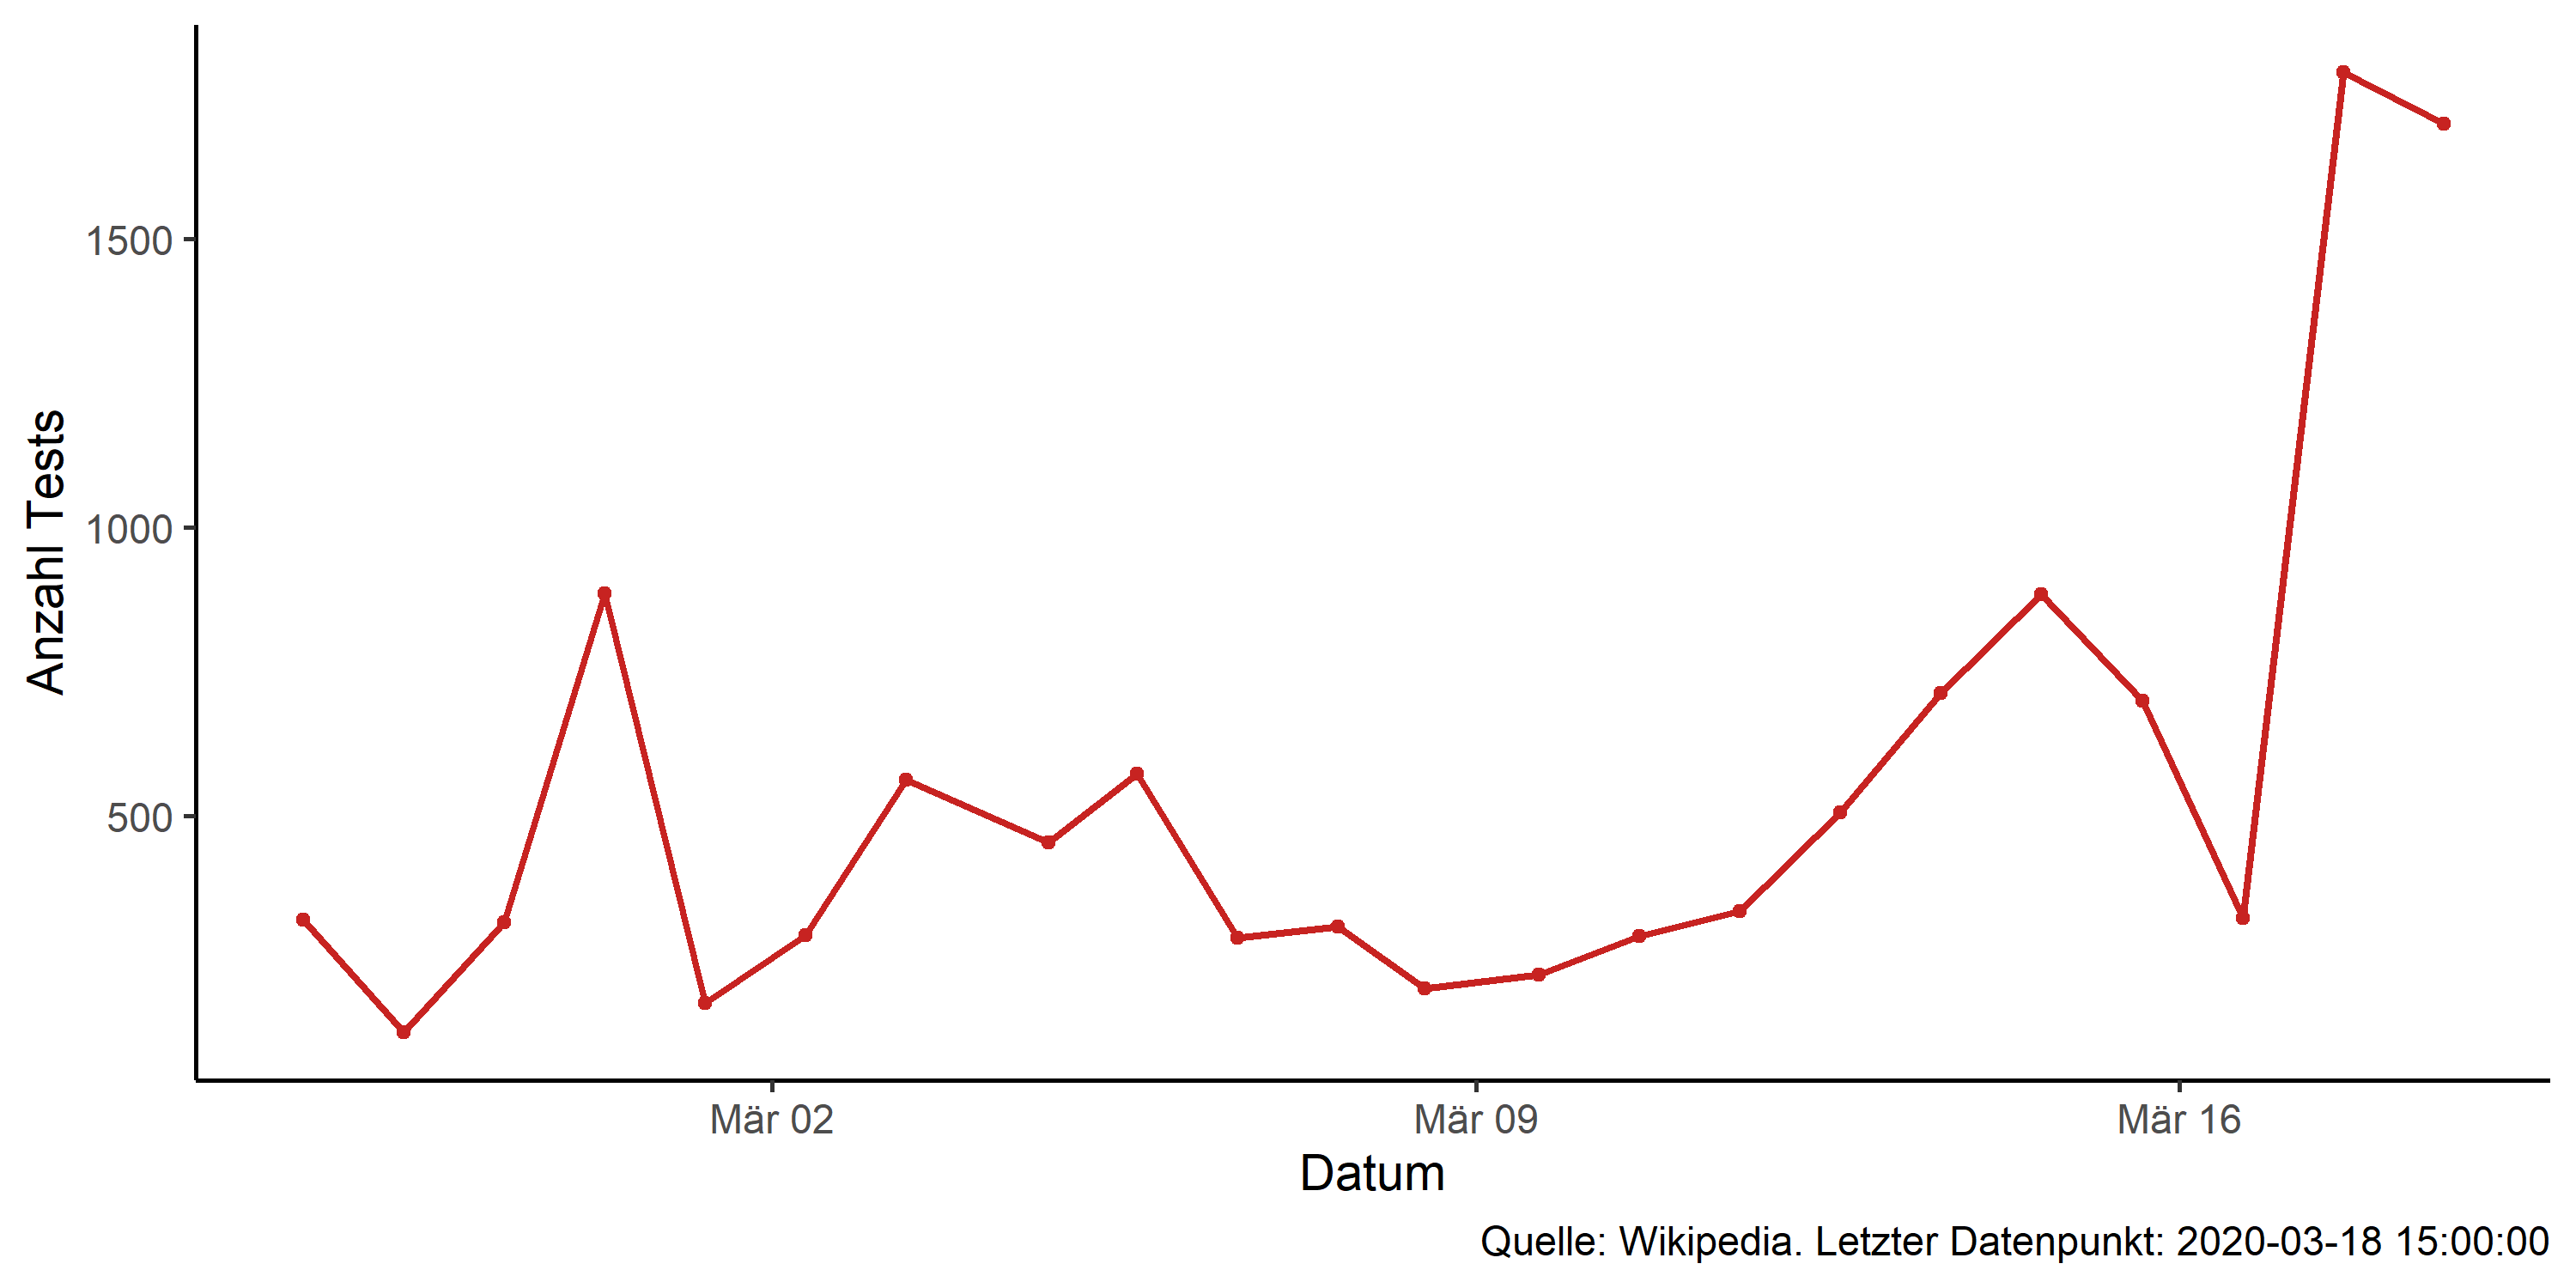 Anzahl Tests
1500
1000
500
Mär 02
Mär 09
Mär 16
Datum
Quelle: Wikipedia. Letzter Datenpunkt: 2020-03-18 15:00:00